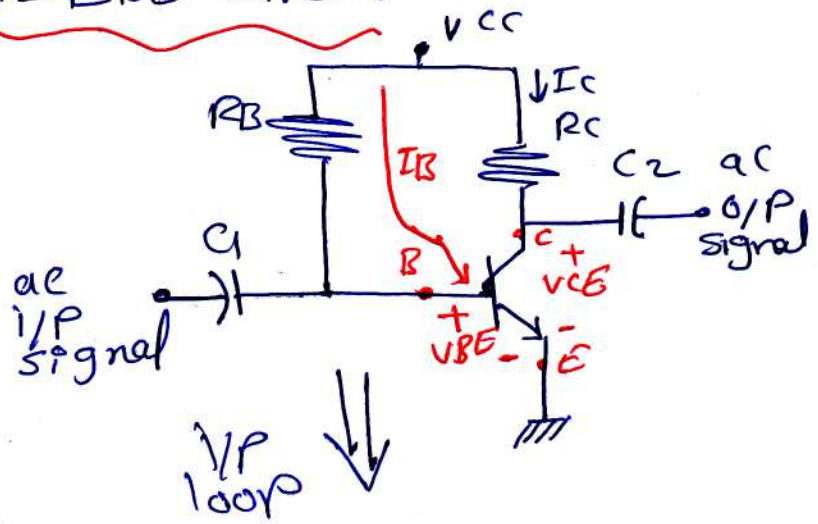 VCC
↓IC
RB
RC
IB
C2
ac
O/P
signal
C1
C
+
VCE
-
B
ac
I/P
signal
+
VBE
-
E
I/P
loop